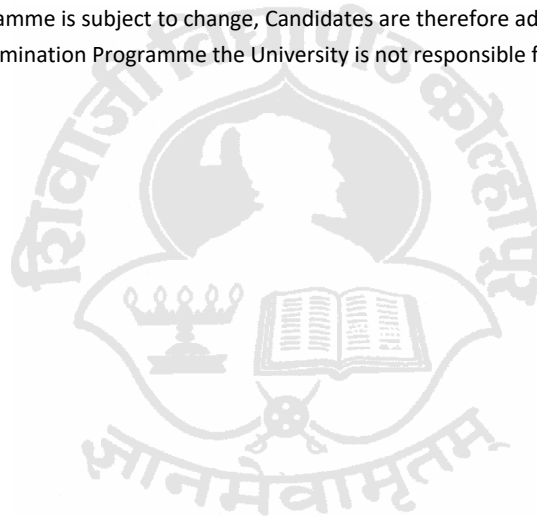 amme is subject to change, Candidates are therefore ad
mination Programme the University is not responsible f
शिवाजी विद्यापीठ कोल्हापूर
ज्ञानमेवामृतम्